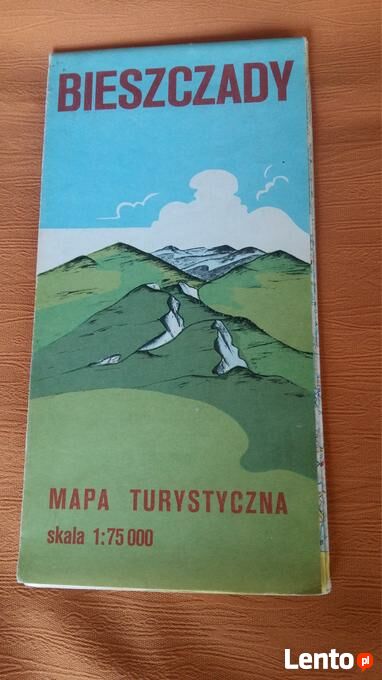 BIESZCZADY
MAPA TURYSTYCZNA
skala 1:75 000
Lento.pl